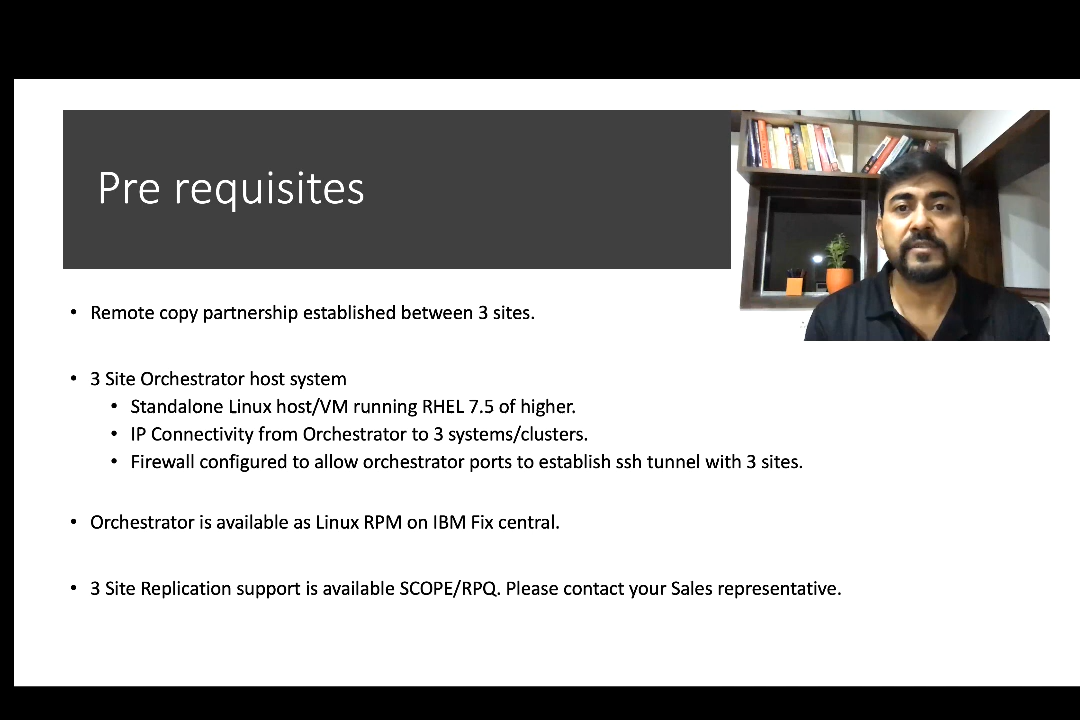 Pre requisites
• Remote copy partnership established between 3 sites.
• 3 Site Orchestrator host system
• Standalone Linux host/VM running RHEL 7.5 of higher.
• IP Connectivity from Orchestrator to 3 systems/clusters.
• Firewall configured to allow orchestrator ports to establish ssh tunnel with 3 sites.
• Orchestrator is available as Linux RPM on IBM Fix central.
• 3 Site Replication support is available SCOPE/RPQ. Please contact your Sales representative.